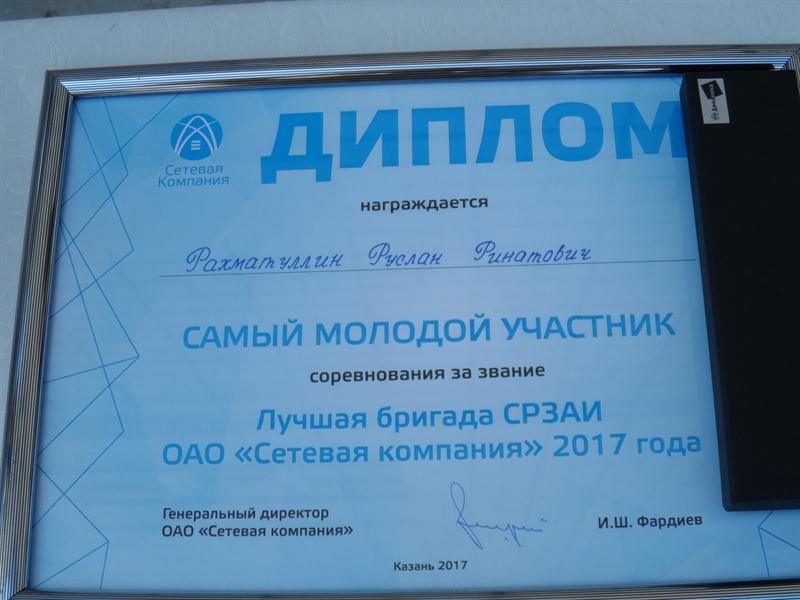 Сетевая
Компания
ДИПЛОМ
награждается
Рахматуллин Руслан Ринатович
САМЫЙ МОЛОДОЙ УЧАСТНИК
соревнования за звание
Лучшая бригада СРЗАИ
ОАО «Сетевая компания» 2017 года
Генеральный директор
ОАО «Сетевая компания»
И.Ш. Фардиев
Казань 2017